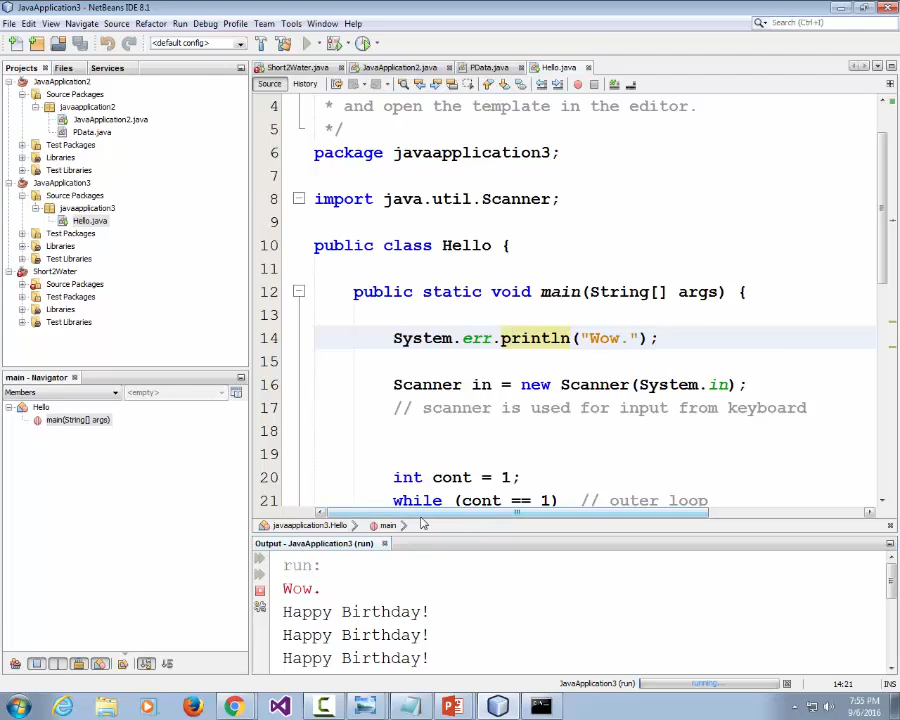 JavaApplication3 - NetBeans IDE 8.1
File Edit View Navigate Source Refactor Run Debug Profile Team Tools Window Help
Search (Ctrl+I)
<default config>
Projects Files Services
JavaApplication2
Source Packages
javaapplication2
JavaApplication2.java
PData.java
Test Packages
Libraries
Test Libraries
JavaApplication3
Source Packages
javaapplication3
Hello.java
Test Packages
Libraries
Test Libraries
Short2Water
Source Packages
Test Packages
Libraries
Test Libraries
main - Navigator
Members <empty>
Hello
main(String[] args)
Short2Water.java JavaApplication2.java PData.java Hello.java
Source History
4 * and open the template in the editor.
5 */
6 package javaapplication3;
7
8 import java.util.Scanner;
9
10 public class Hello {
11
12 public static void main(String[] args) {
13
14 System.err.println("Wow.");
15
16 Scanner in = new Scanner(System.in);
17 // scanner is used for input from keyboard
18
19
20 int cont = 1;
21 while (cont == 1) // outer loop
javaapplication3.Hello main
Output - JavaApplication3 (run)
run:
Wow.
Happy Birthday!
Happy Birthday!
Happy Birthday!
JavaApplication3 (run) running... 14:21 INS
7:55 PM
9/6/2016